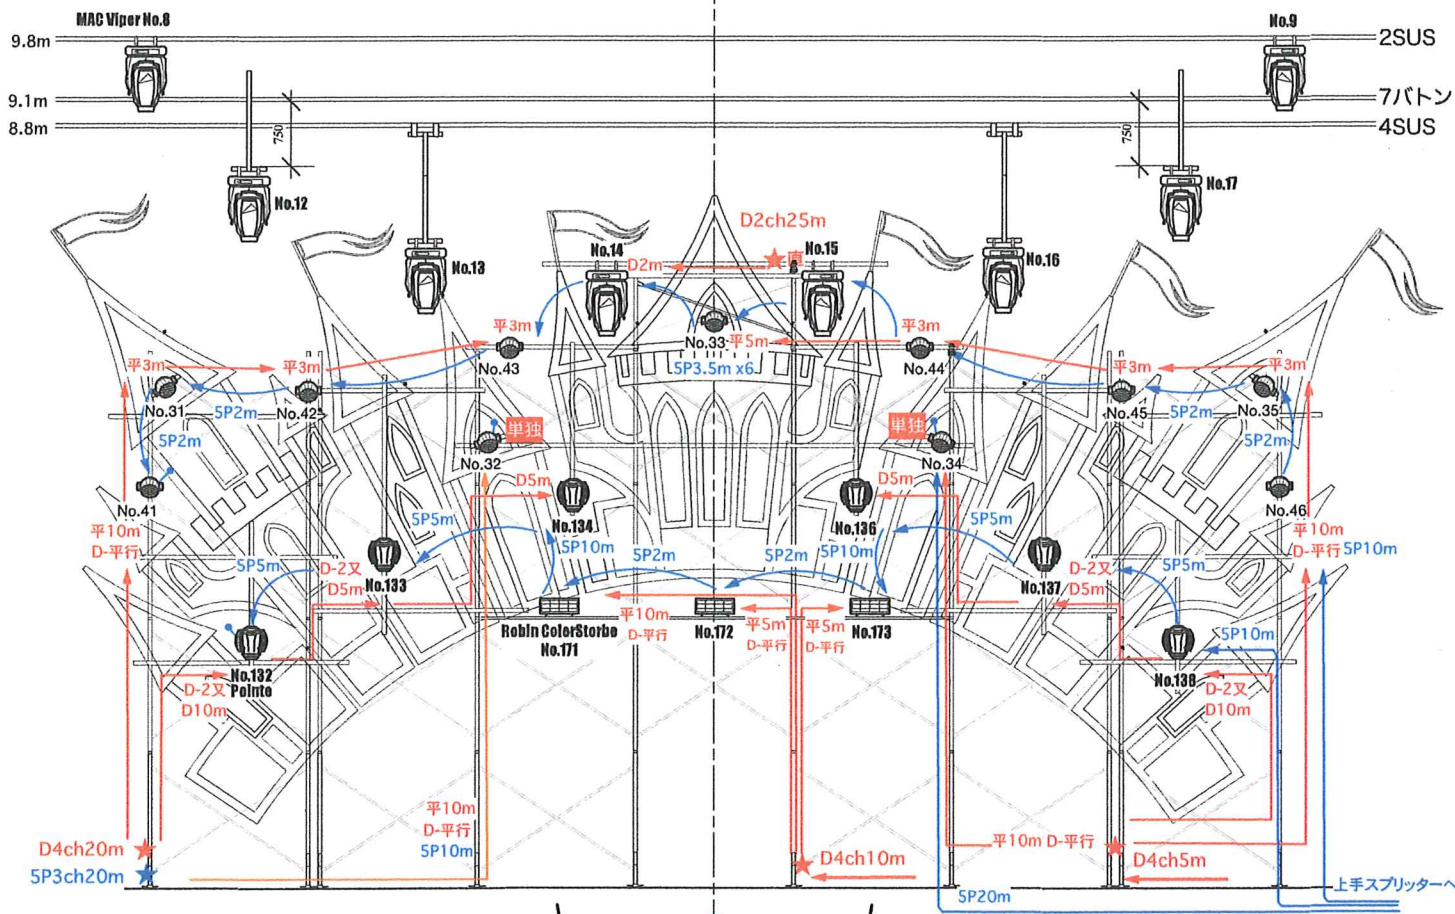 MAC Viper No.8
No.9
9.8m
2SUS
9.1m
7バトン
8.8m
4SUS
750
750
No.12
No.17
D2ch25m
No.13
No.14
D2m
直
No.15
No.16
平3m
No.33
平5m
平3m
No.43
5P3.5m x6
No.44
平3m
平3m
平3m
平3m
No.31
5P2m
No.42
No.45
5P2m
No.35
5P2m
単独
単独
5P2m
No.32
No.34
No.41
D5m
D5m
No.46
平10m
D-平行
No.134
No.136
平10m
D-平行
5P10m
5P5m
5P5m
5P10m
5P2m
5P2m
5P10m
5P5m
D-2又
D5m
No.133
No.137
D-2又
D5m
5P5m
Robin ColorStorbe
No.171
平10m
D-平行
No.172
平5m
D-平行
平5m
D-平行
No.173
No.132
Pointe
D-2又
D10m
5P10m
No.138
D-2又
D10m
平10m
D-平行
5P10m
D4ch20m
5P3ch20m
D4ch10m
平10m D-平行
D4ch5m
5P20m
上手スプリッターへ